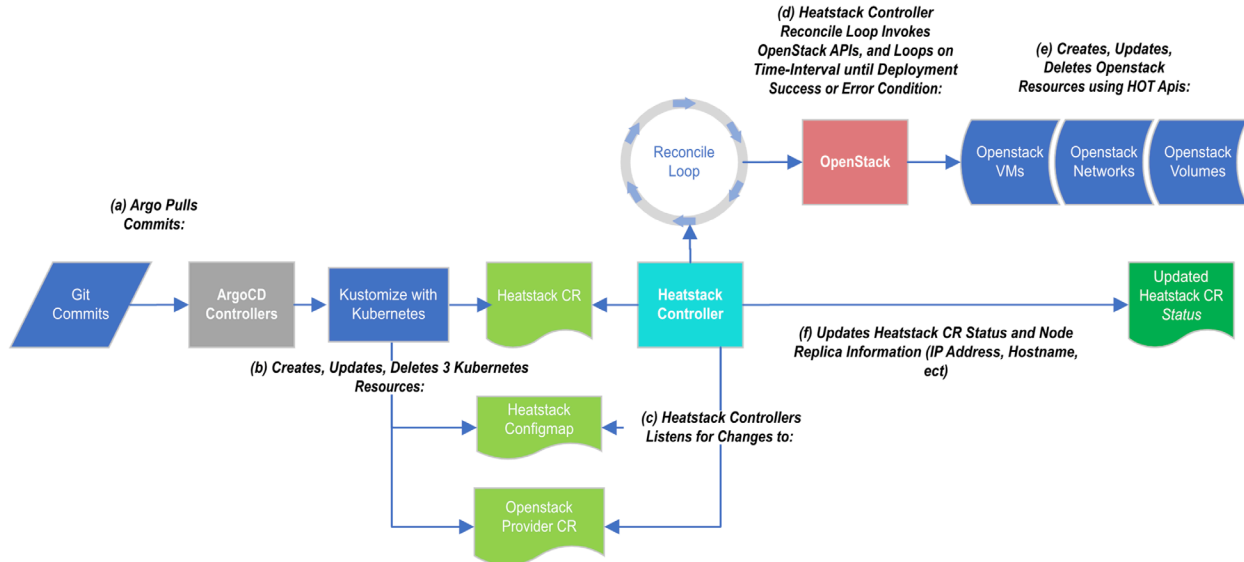 (d) Heatstack Controller
Reconcile Loop Invokes
OpenStack APIs, and Loops on
Time-Interval until Deployment
Success or Error Condition:
(e) Creates, Updates,
Deletes Openstack
Resources using HOT Apis:
Reconcile
Loop
OpenStack
Openstack
VMs
Openstack
Networks
Openstack
Volumes
(a) Argo Pulls
Commits:
Git
Commits
ArgoCD
Controllers
Kustomize with
Kubernetes
Heatstack CR
Heatstack
Controller
Updated
Heatstack CR
Status
(f) Updates Heatstack CR Status and Node
Replica Information (IP Address, Hostname,
ect)
(b) Creates, Updates, Deletes 3 Kubernetes
Resources:
Heatstack
Configmap
(c) Heatstack Controllers
Listens for Changes to:
Openstack
Provider CR